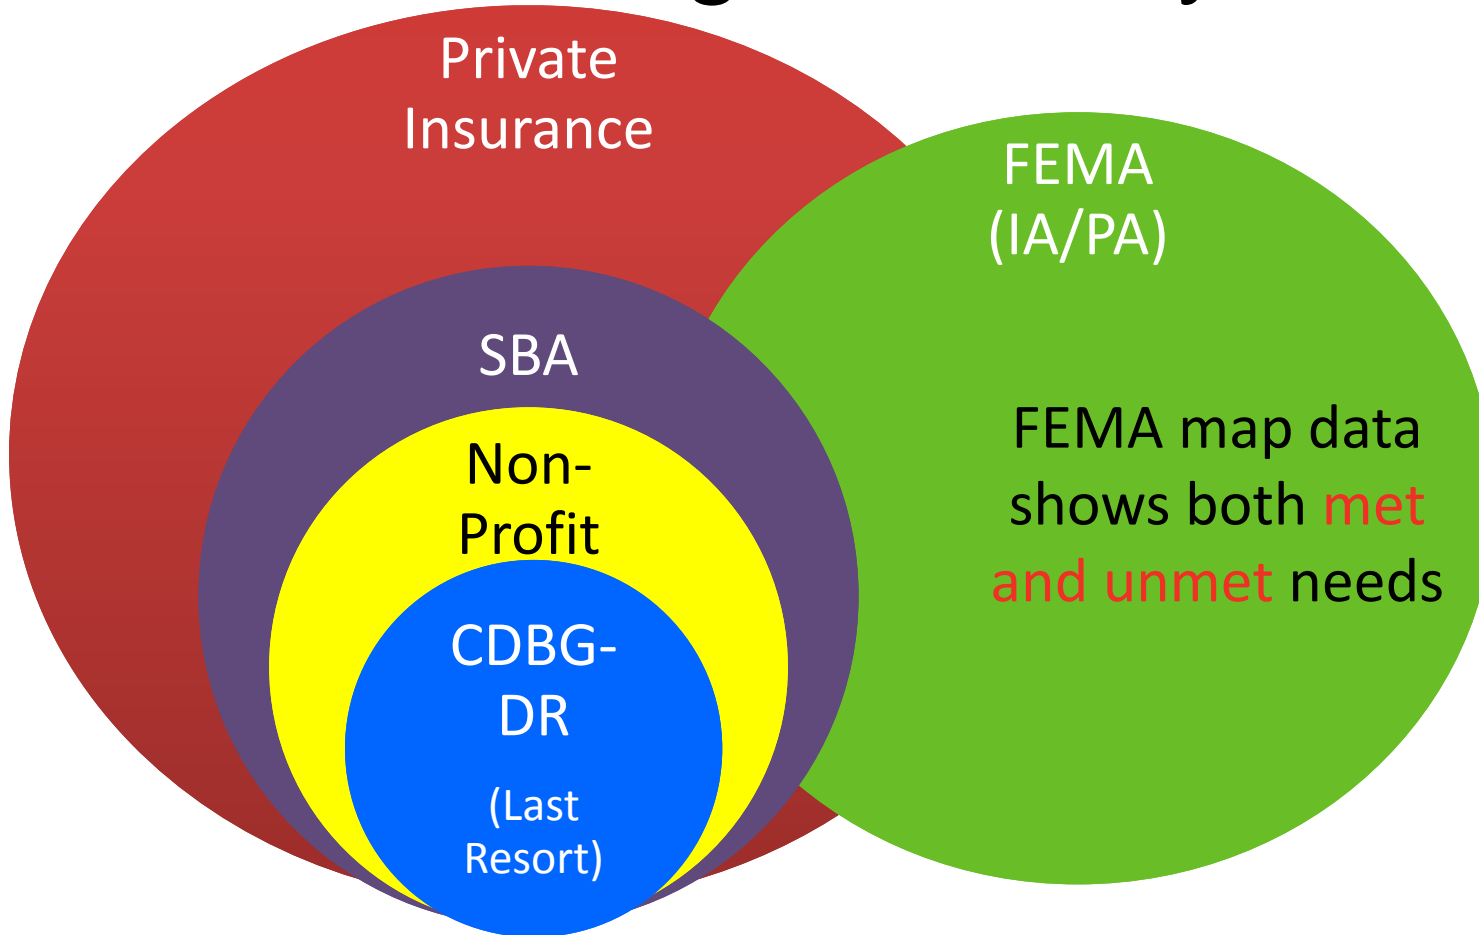 Private
Insurance
FEMA
(IA/PA)
SBA
FEMA map data
shows both met
and unmet needs
Non-
Profit
CDBG-
DR
(Last
Resort)